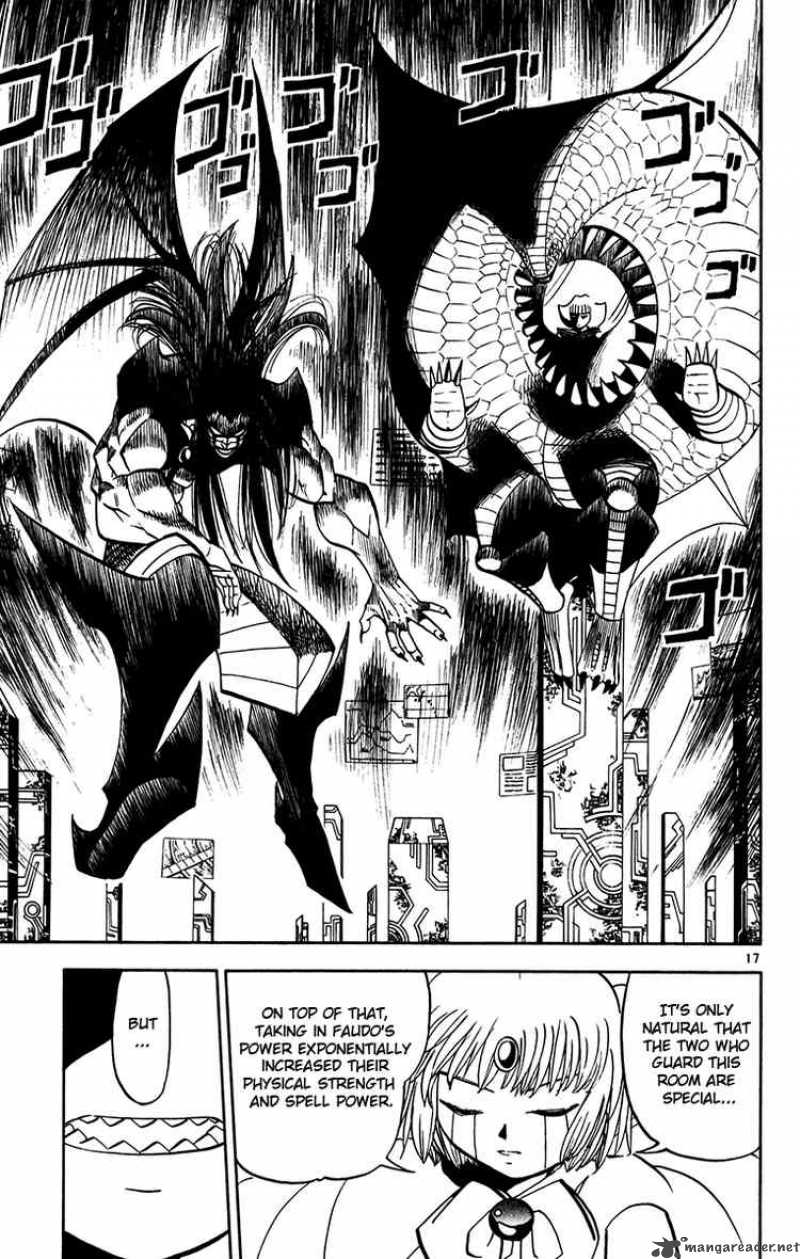 ゴ
ゴ
ゴ
ゴ
ゴ
ゴ
ゴ
ゴ
ゴ
ゴ
ゴ
17
IT'S ONLY
NATURAL THAT
THE TWO WHO
GUARD THIS
ROOM ARE
SPECIAL...
ON TOP OF THAT,
TAKING IN FAUDO'S
POWER EXPONENTIALLY
INCREASED THEIR
PHYSICAL STRENGTH
AND SPELL POWER.
BUT
...
mangareader.net